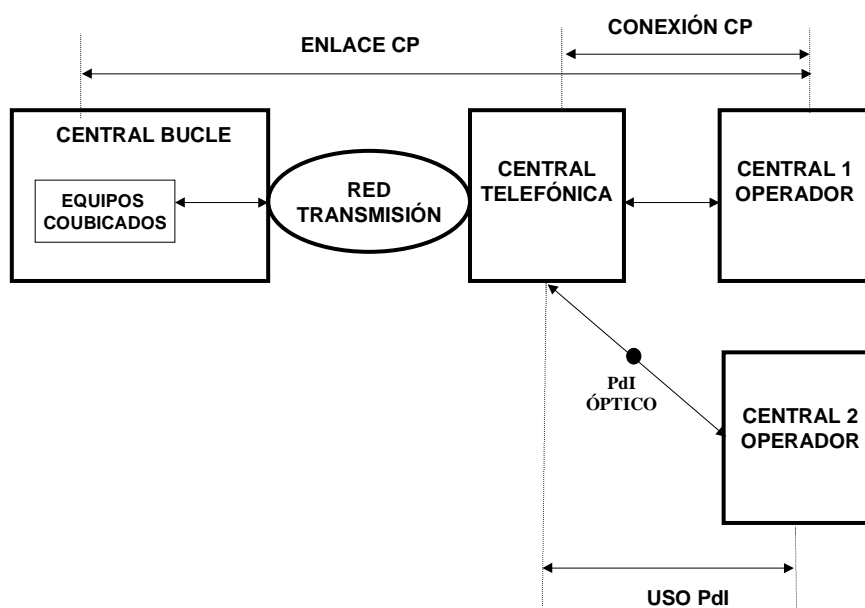 CONEXIÓN CP
ENLACE CP
CENTRAL BUCLE
EQUIPOS
COUBICADOS
RED
TRANSMISIÓN
CENTRAL
TELEFÓNICA
CENTRAL 1
OPERADOR
PdI
ÓPTICO
CENTRAL 2
OPERADOR
USO PdI